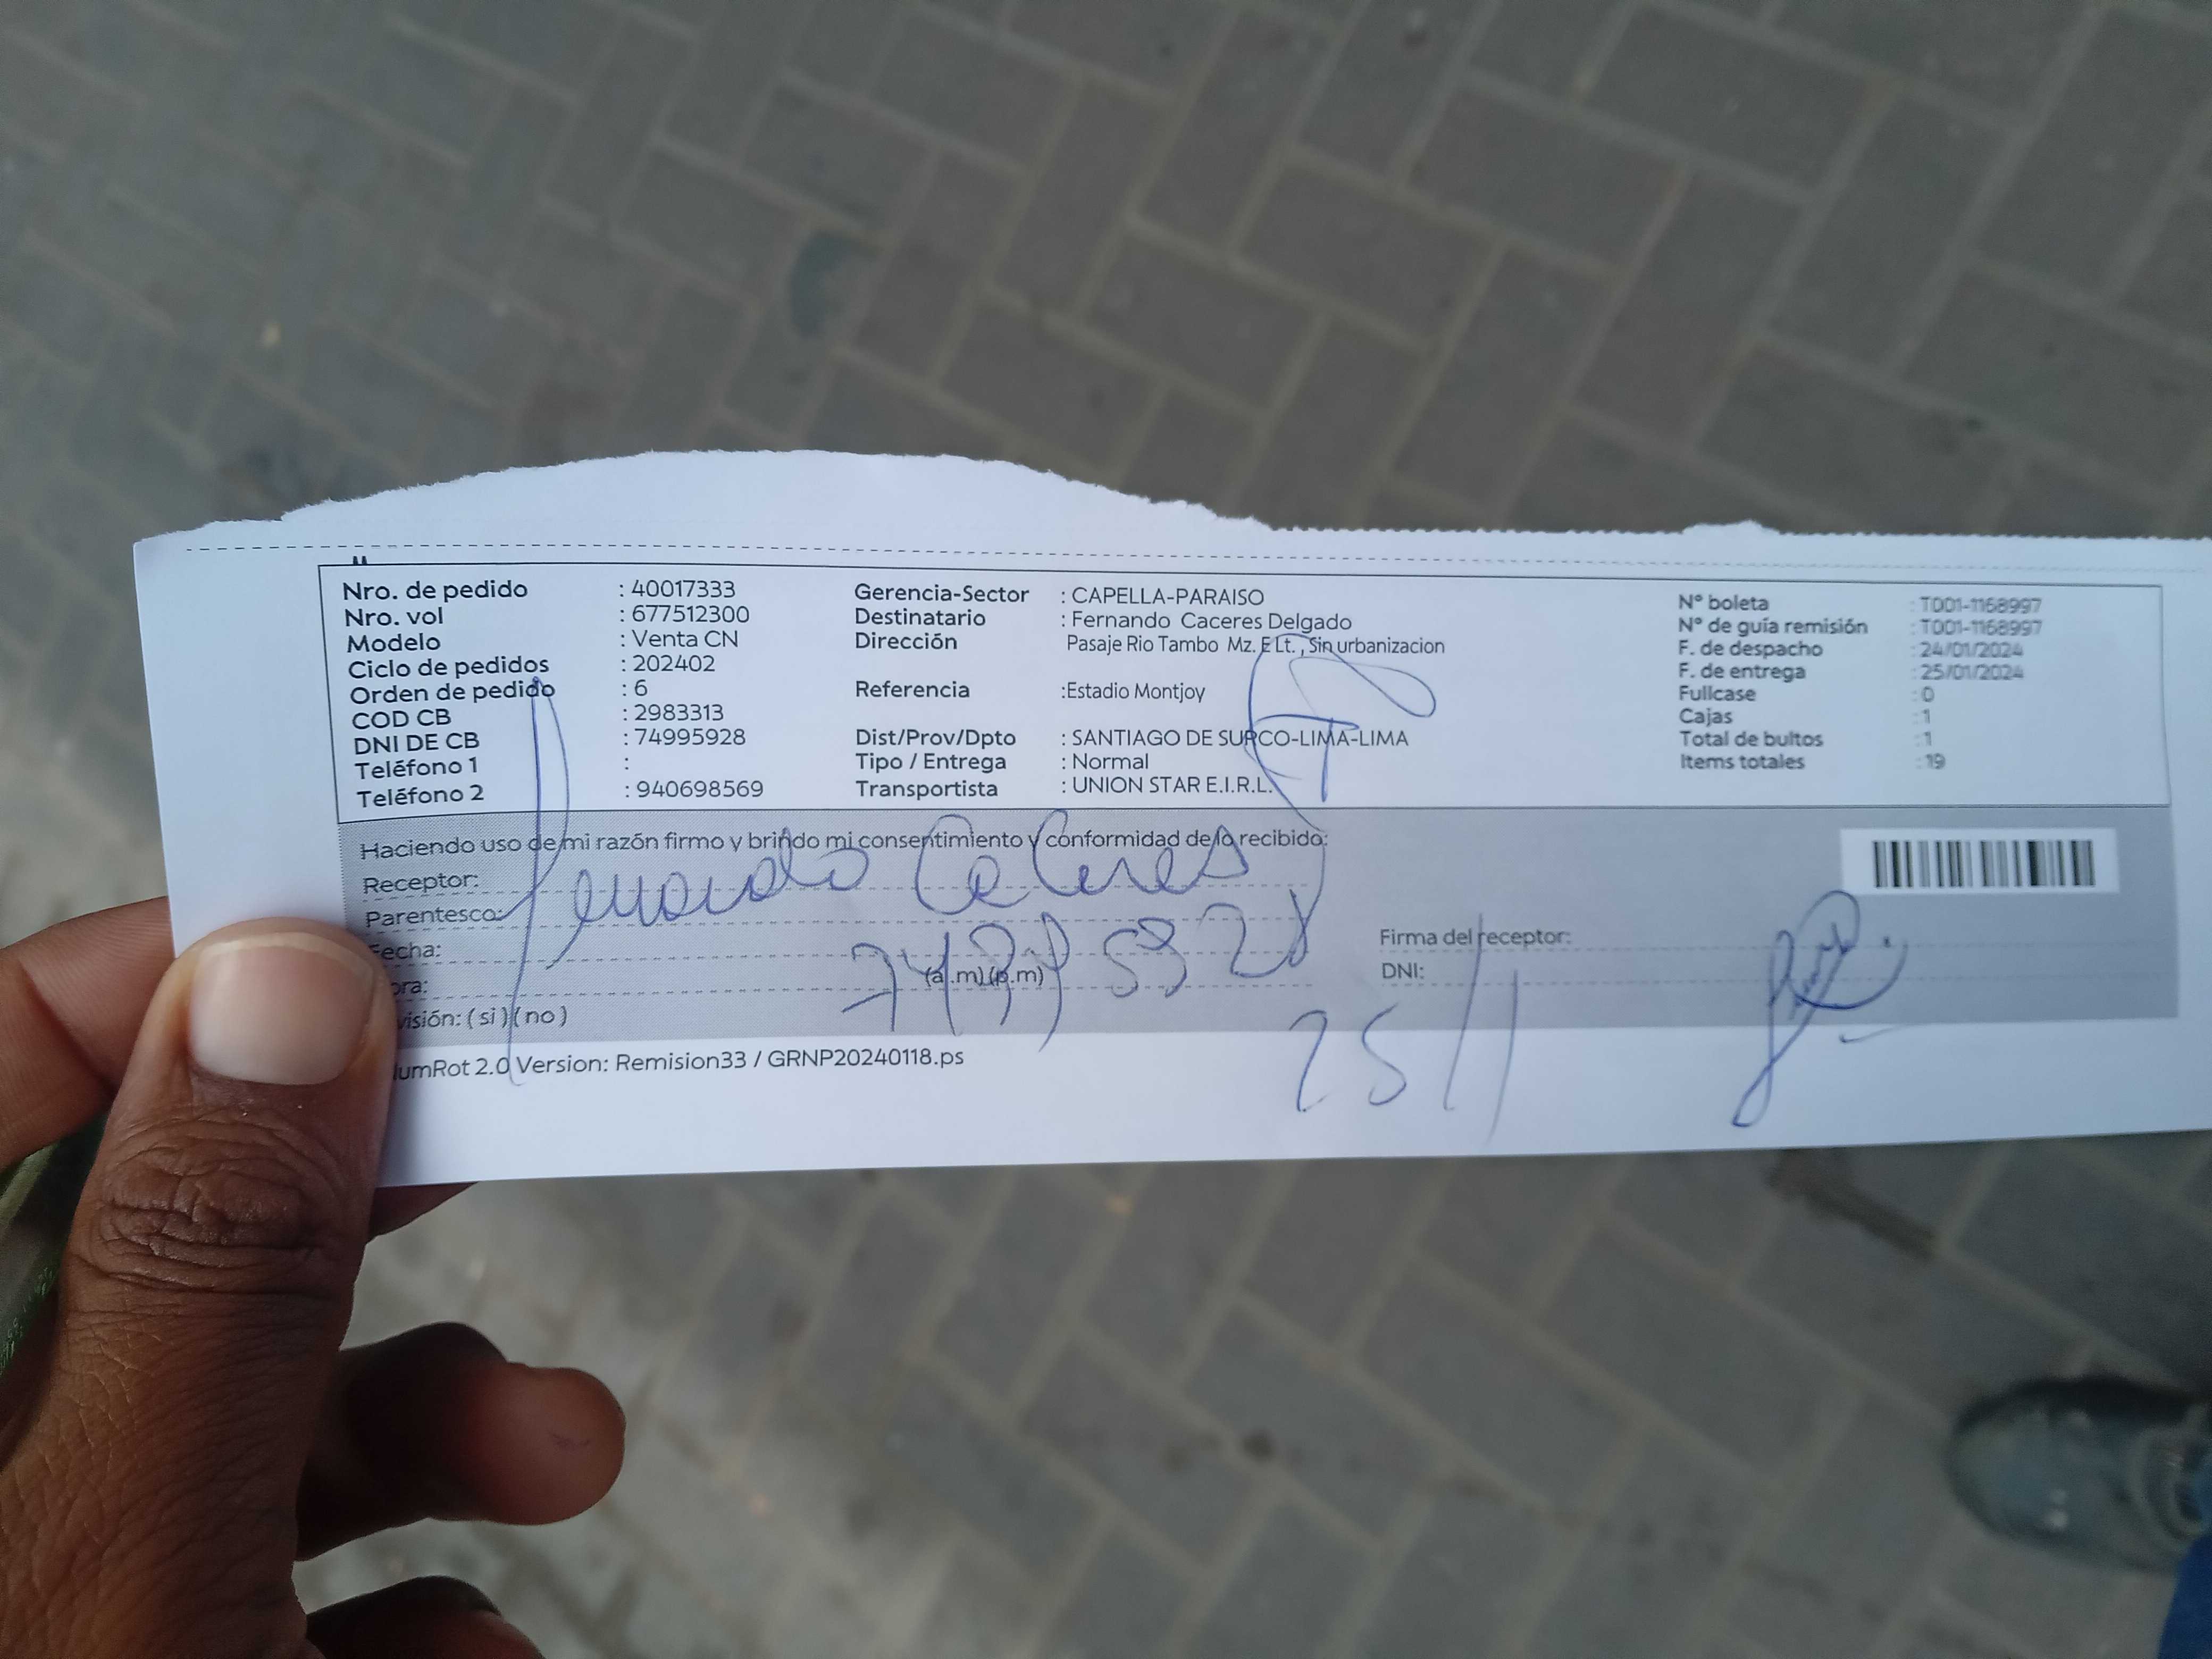 Nro. de pedido : 40017333
Nro. vol : 677512300
Modelo : Venta CN
Ciclo de pedidos : 202402
Orden de pedido : 6
COD CB : 2983313
DNI DE CB : 74995928
Teléfono 1 :
Teléfono 2 : 940698569
Gerencia-Sector : CAPELLA-PARAISO
Destinatario : Fernando Caceres Delgado
Dirección Pasaje Rio Tambo Mz. E Lt. , Sin urbanizacion
Referencia :Estadio Montjoy
Dist/Prov/Dpto : SANTIAGO DE SURCO-LIMA-LIMA
Tipo / Entrega : Normal
Transportista : UNION STAR E.I.R.L.
N° boleta : T001-1168997
N° de guía remisión : T001-1168997
F. de despacho : 24/01/2024
F. de entrega : 25/01/2024
Fullcase : 0
Cajas : 1
Total de bultos : 1
Items totales : 19
Haciendo uso de mi razón firmo y brindo mi consentimiento y conformidad de lo recibido:
Receptor: Fernando Caceres
Parentesco:
Fecha: 74995928
ora: (a.m)(p.m)
visión: ( si )( no )
Firma del receptor:
DNI:
25/1
umRot 2.0 Version: Remision33 / GRNP20240118.ps